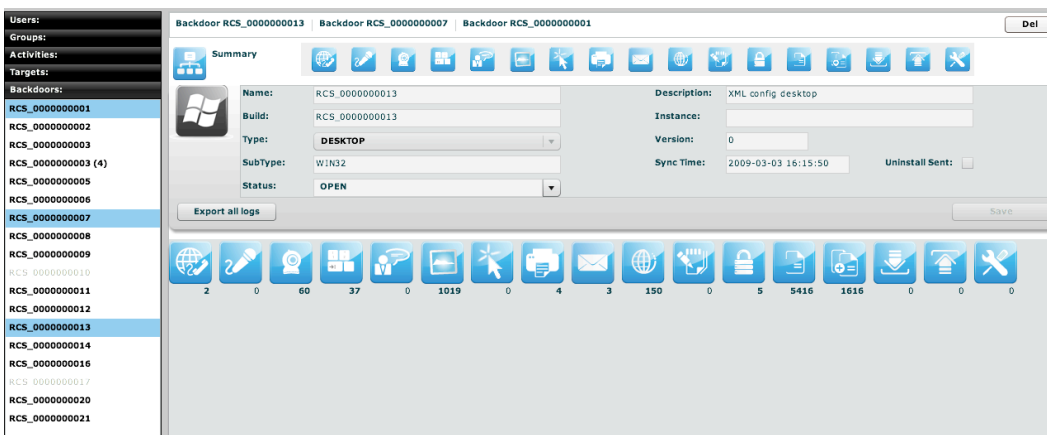 Users:
Groups:
Activities:
Targets:
Backdoors:
RCS_0000000001
RCS_0000000002
RCS_0000000003
RCS_0000000003 (4)
RCS_0000000005
RCS_0000000006
RCS_0000000007
RCS_0000000008
RCS_0000000009
RCS_0000000010
RCS_0000000011
RCS_0000000012
RCS_0000000013
RCS_0000000014
RCS_0000000016
RCS_0000000017
RCS_0000000020
RCS_0000000021
Backdoor RCS_0000000013 Backdoor RCS_0000000007 Backdoor RCS_0000000001
Del
Summary
Name: RCS_0000000013 Description: XML config desktop
Build: RCS_0000000013 Instance:
Type: DESKTOP Version: 0
SubType: WIN32 Sync Time: 2009-03-03 16:15:50 Uninstall Sent:
Status: OPEN
Export all logs Save
2 0 60 37 0 1019 0 4 3 150 0 5 5416 1616 0 0 0